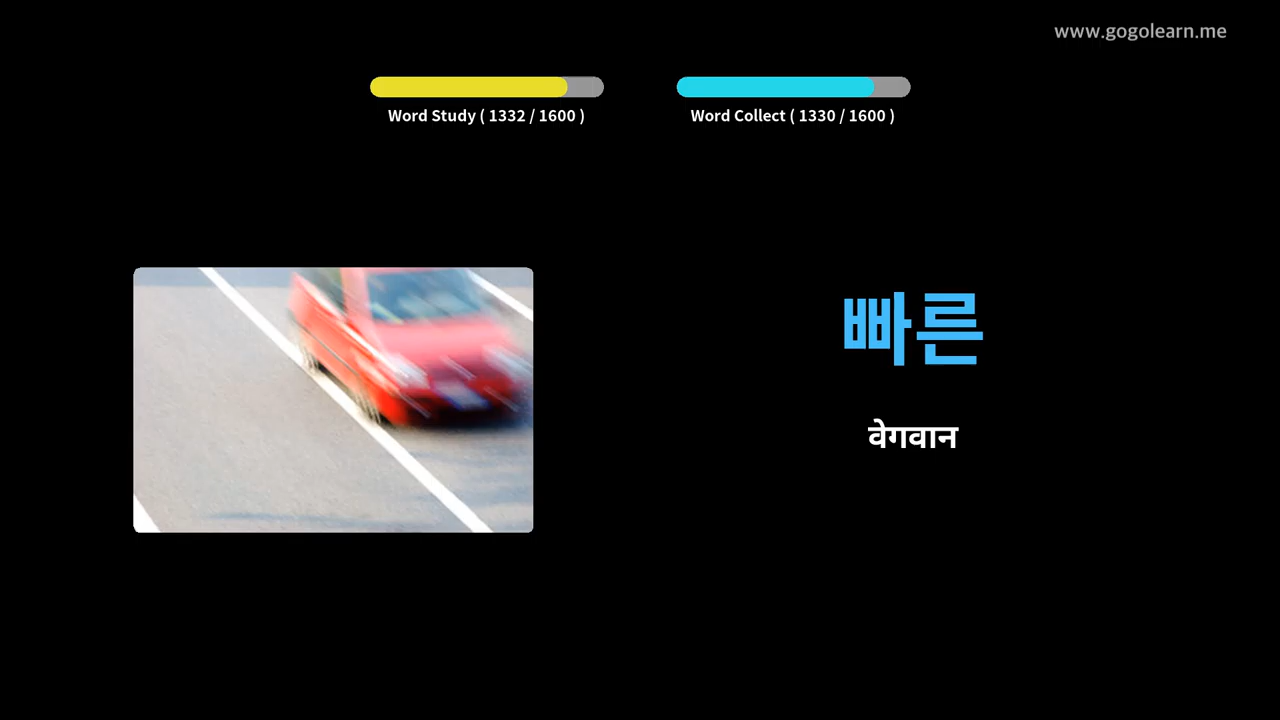 www.gogolearn.me
Word Study ( 1332 / 1600 )
Word Collect ( 1330 / 1600 )
빠른
वेगवान